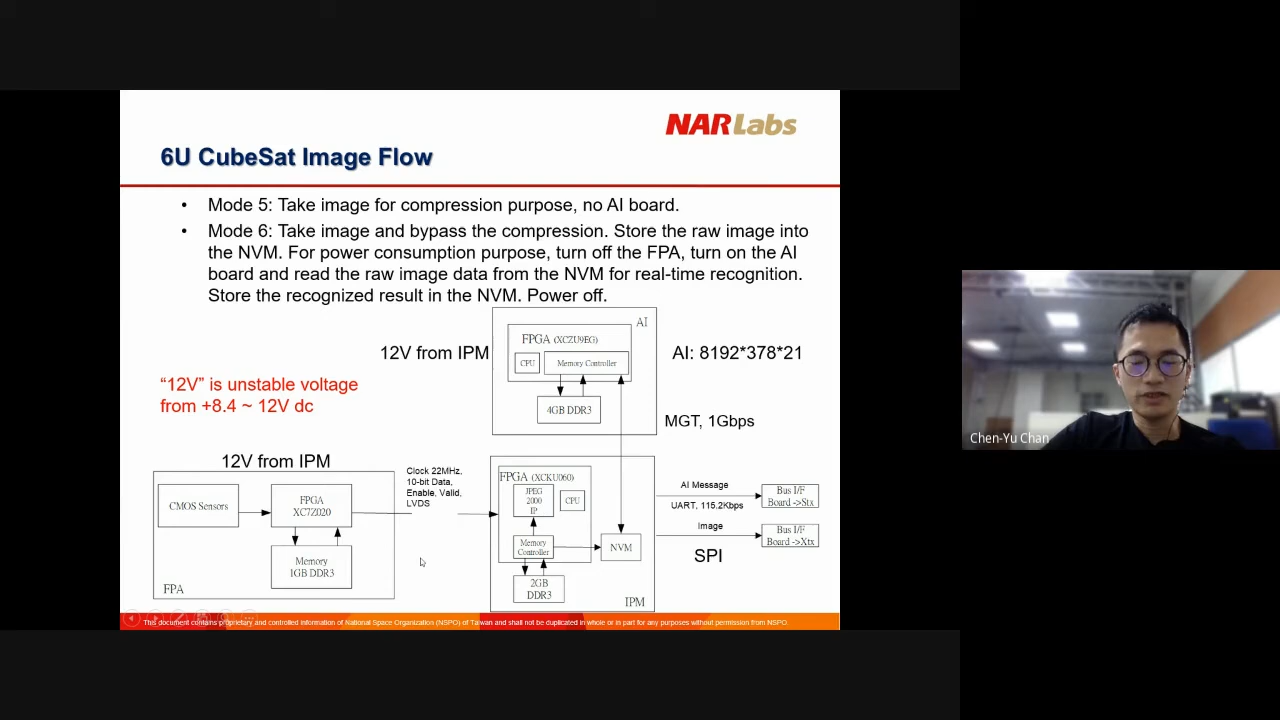 NARLabs
6U CubeSat Image Flow
• Mode 5: Take image for compression purpose, no AI board.
• Mode 6: Take image and bypass the compression. Store the raw image into
the NVM. For power consumption purpose, turn off the FPA, turn on the AI
board and read the raw image data from the NVM for real-time recognition.
Store the recognized result in the NVM. Power off.
AI
FPGA (XCZU9EG)
CPU
Memory Controller
4GB DDR3
12V from IPM
AI: 8192*378*21
"12V" is unstable voltage
from +8.4 ~ 12V dc
MGT, 1Gbps
12V from IPM
CMOS Sensors
FPGA
XC7Z020
Memory
1GB DDR3
FPA
Clock 22MHz,
10-bit Data,
Enable, Valid,
LVDS
FPGA (XCKU060)
JPEG
2000
IP
CPU
Memory
Controller
NVM
2GB
DDR3
IPM
AI Message
UART, 115.2Kbps
Image
SPI
Bus I/F
Board ->Stx
Bus I/F
Board ->Xtx
This document contains proprietary and controlled information of National Space Organization (NSPO) of Taiwan and shall not be duplicated in whole or is part for any purposes without permission from NSPO.
Chen-Yu Chan